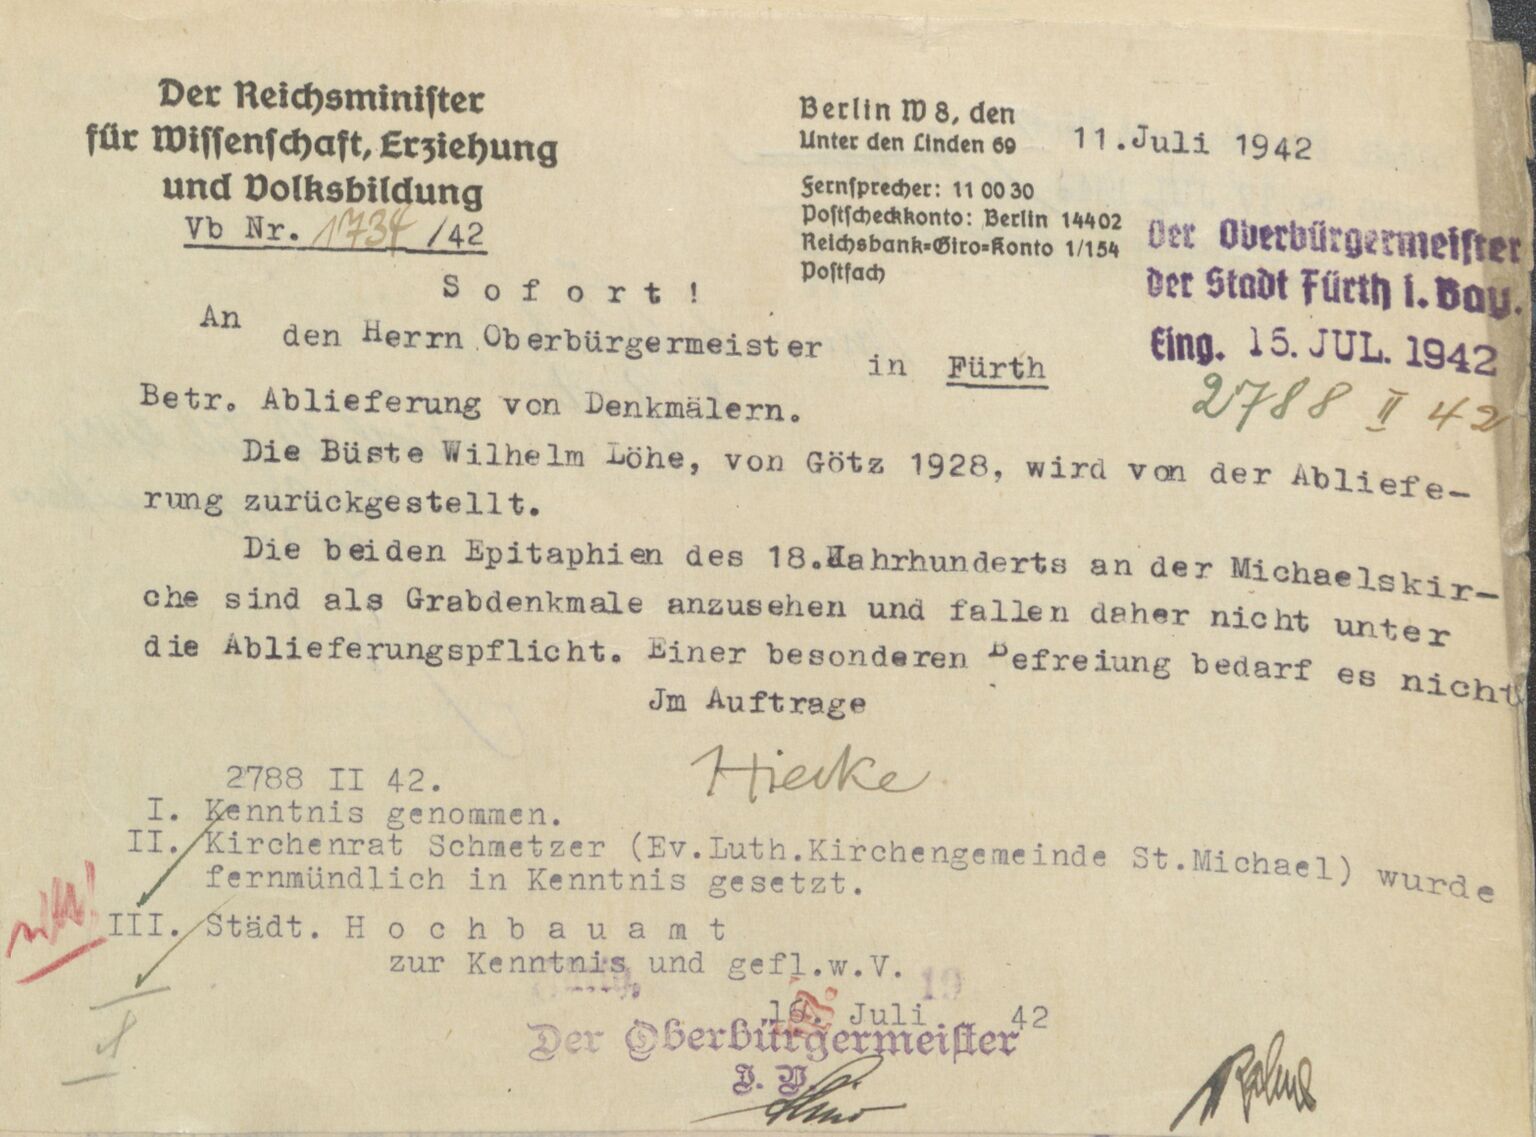 Der Reichsminister
für Wissenschaft, Erziehung
und Volksbildung
Vb Nr. 1734 /42
Berlin W 8, den
Unter den Linden 69
11.Juli 1942
Fernsprecher: 11 00 30
Postscheckkonto: Berlin 14402
Reichsbank=Giro=Konto 1/154
Postfach
Der Oberbürgermeister
der Stadt Fürth i. Bay.
Eing. 15. JUL. 1942
2788 II 42
S o f o r t !
An
den Herrn Oberbürgermeister
in Fürth
Betr. Ablieferung von Denkmälern.
Die Büste Wilhelm Löhe, von Götz 1928, wird von der Abliefe-
rung zurückgestellt.
Die beiden Epitaphien des 18.Jahrhunderts an der Michaelskir-
che sind als Grabdenkmale anzusehen und fallen daher nicht unter
die Ablieferungspflicht. Einer besonderen Befreiung bedarf es nicht
Jm Auftrage
Hiecke
2788 II 42.
I. Kenntnis genommen.
II. Kirchenrat Schmetzer (Ev.Luth.Kirchengemeinde St.Michael) wurde
fernmündlich in Kenntnis gesetzt.
III. Städt. H o c h b a u a m t
zur Kenntnis und gefl.w.V.
16. Juli 42
19
Der Oberbürgermeister
I. V.